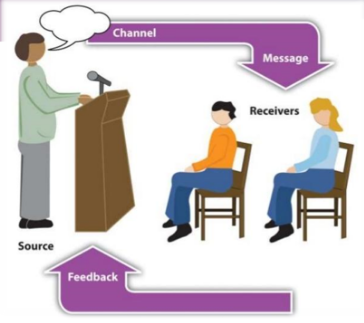 Channel
Message
Receivers
Source
Feedback